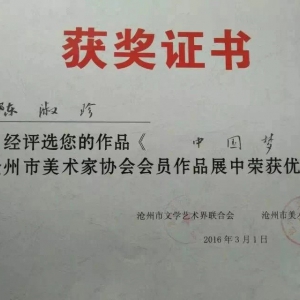 获奖证书
陈淑珍
经评选您的作品《 中国梦
沧州市美术家协会会员作品展中荣获优
沧州市文学艺术界联合会 沧州市美
2016年3月1日